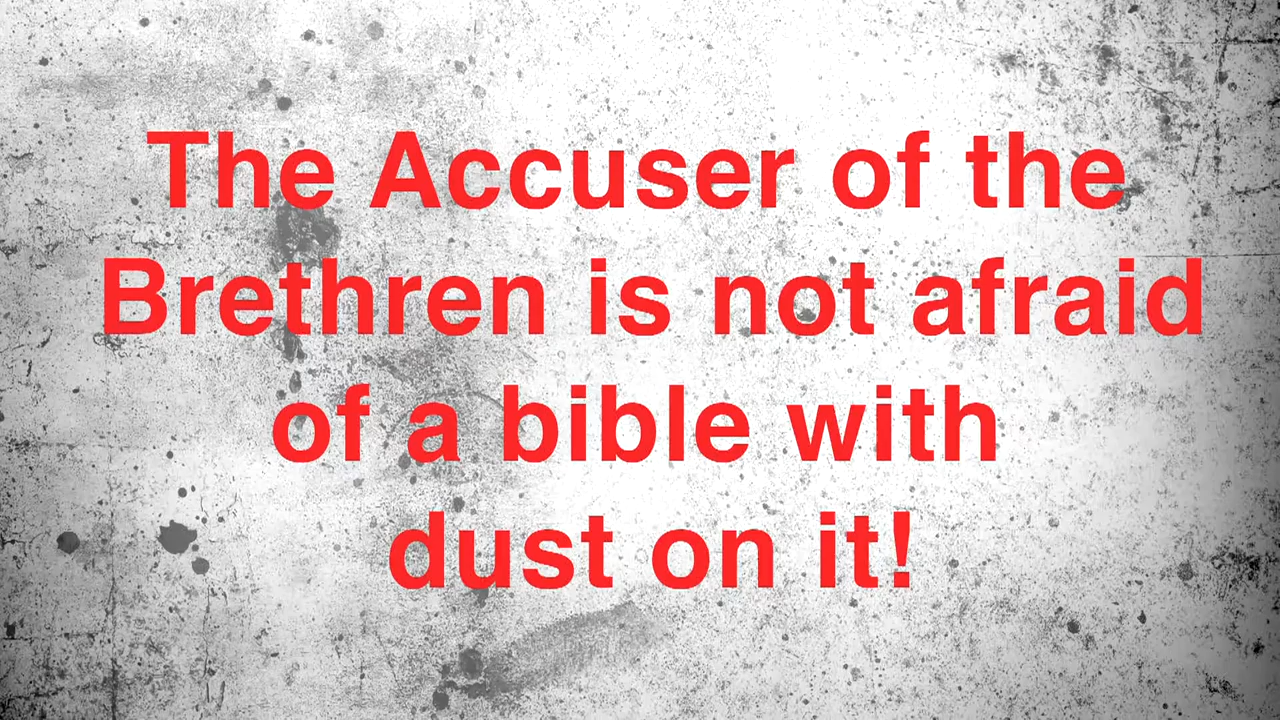 The Accuser of the
Brethren is not afraid
of a bible with
dust on it!